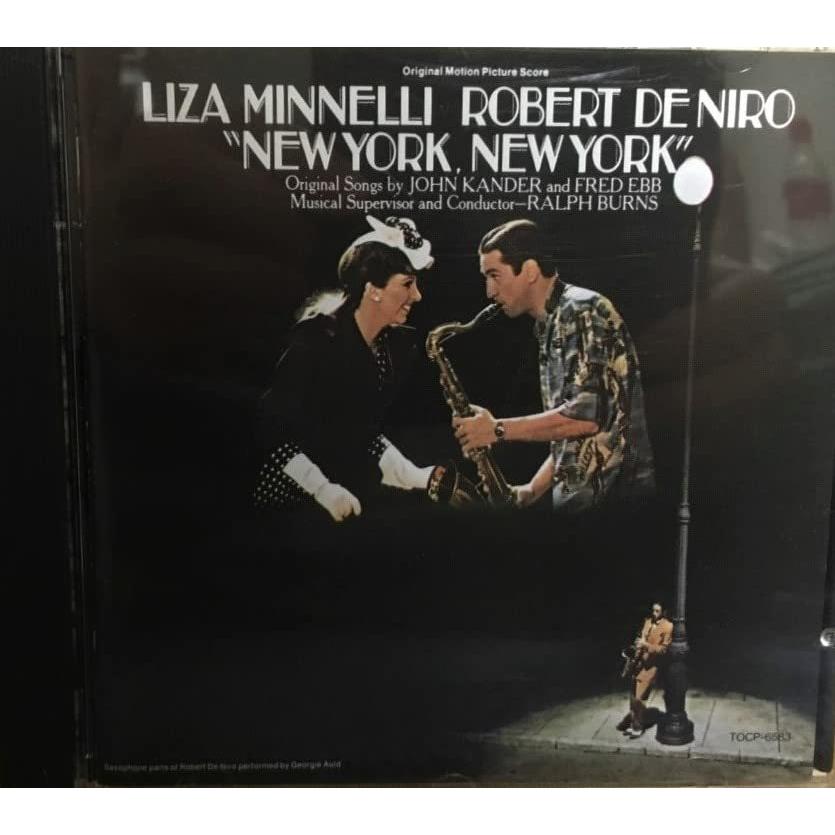 Original Motion Picture Score
LIZA MINNELLI ROBERT DE NIRO
"NEW YORK, NEW YORK"
Original Songs by JOHN KANDER and FRED EBB
Musical Supervisor and Conductor—RALPH BURNS
TOCP-6583
Saxophone parts of Robert De Niro performed by Georgie Auld